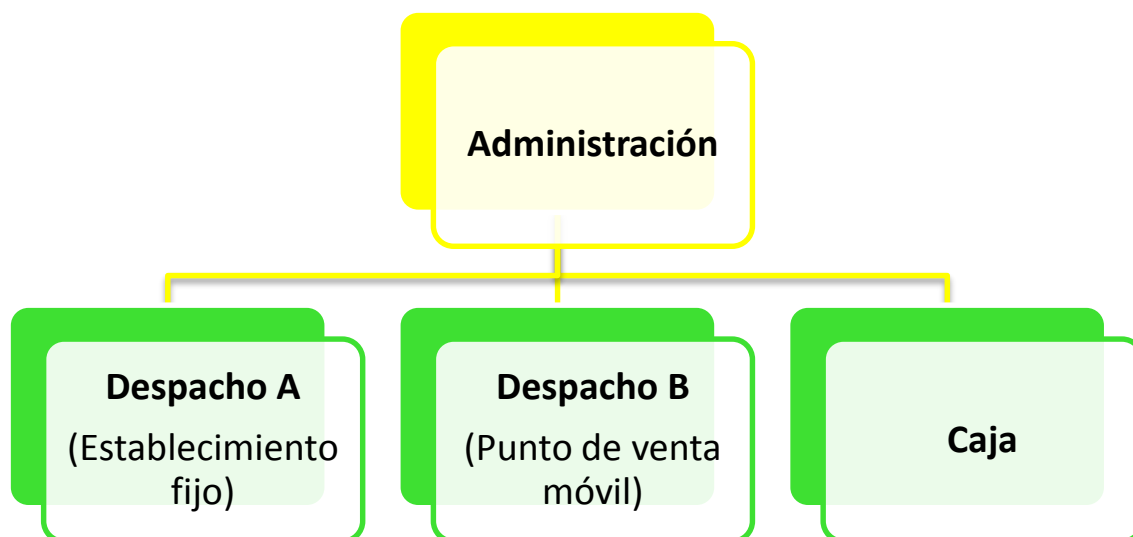 Administración
Despacho A
(Establecimiento
fijo)
Despacho B
(Punto de venta
móvil)
Caja